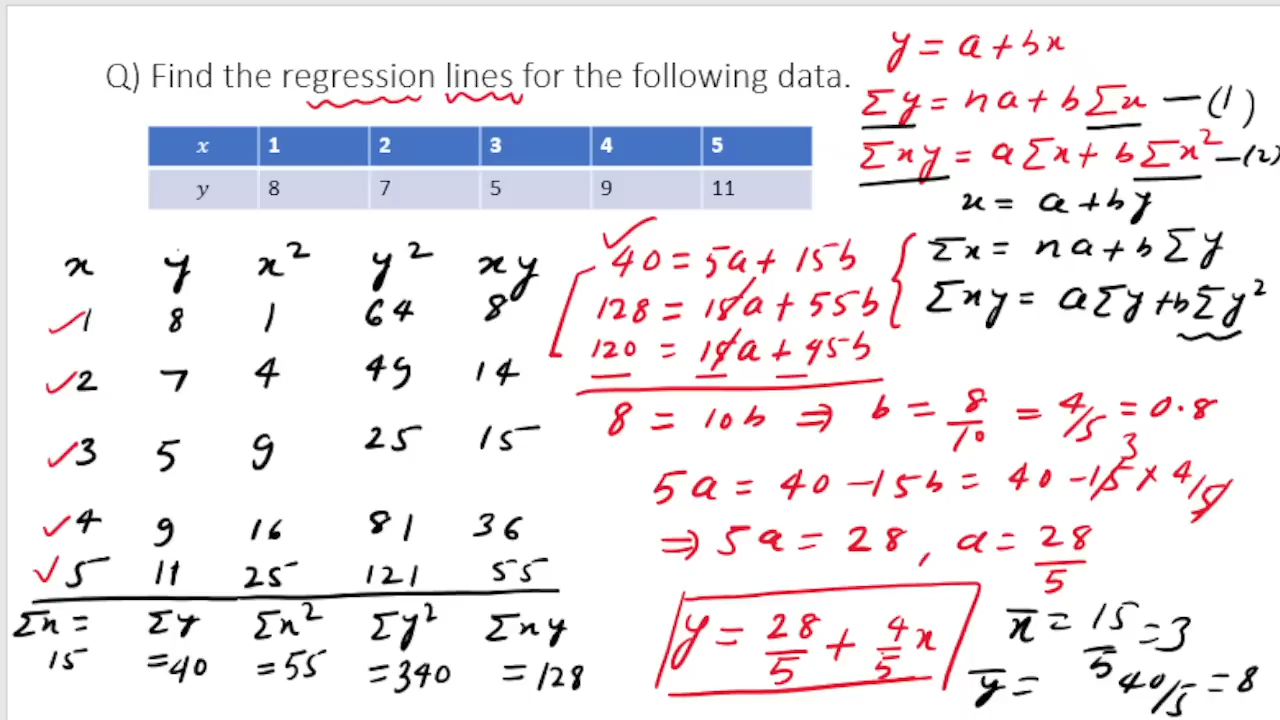 Q) Find the regression lines for the following data.
x 1 2 3 4 5
y 8 7 5 9 11
y = a + bx
Σy = na + bΣx — (1)
Σxy = aΣx + bΣx² — (2)
x = a + by
Σx = na + bΣy
Σxy = aΣy + bΣy²
x y x² y² xy
✓1 8 1 64 8
✓2 7 4 49 14
✓3 5 9 25 15
✓4 9 16 81 36
✓5 11 25 121 55
Σx = 15 Σy = 40 Σx² = 55 Σy² = 340 Σxy = 128
✓40 = 5a + 15b
128 = 15a + 55b
120 = 15a + 45b
8 = 10b ⇒ b = 8/10 = 4/5 = 0.8
5a = 40 - 15b = 40 - 15 × 4/5 3
⇒ 5a = 28, a = 28/5
y = 28/5 + 4/5 x
x̄ = 15/5 = 3
ȳ = 40/5 = 8